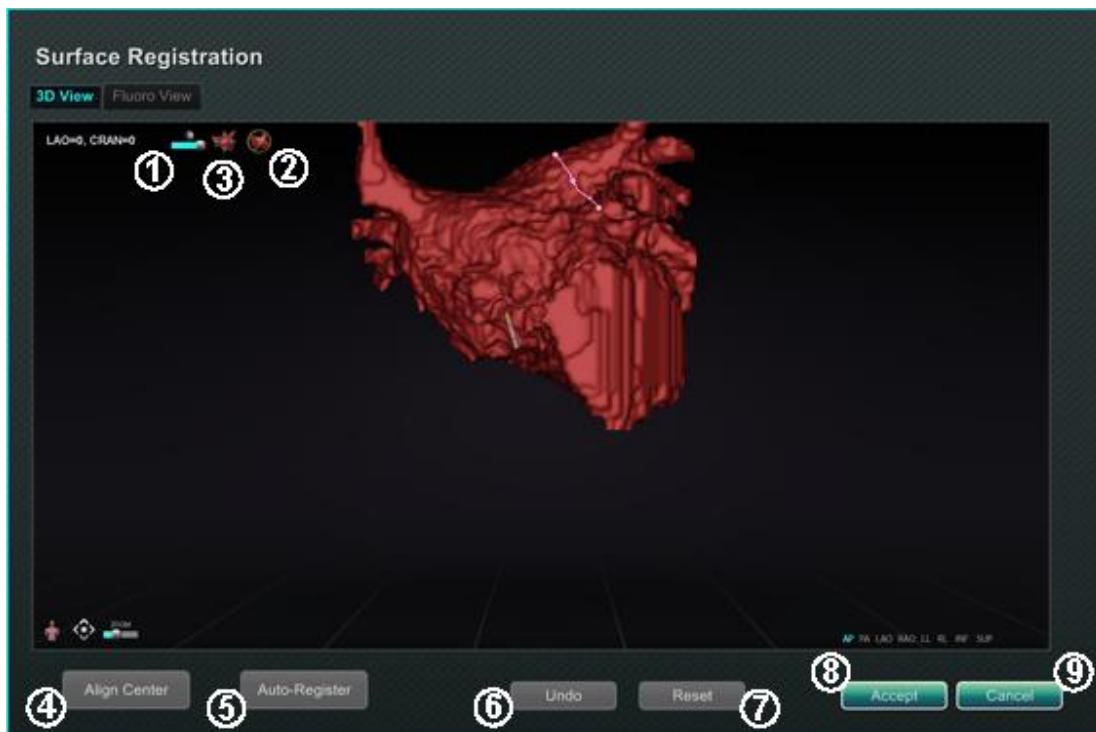 Surface Registration
3D View Fluoro View
LAO=0, CRAN=0
① ③ ②
ZOOM
AP PA LAO RAO LL RL INF SUP
④ Align Center ⑤ Auto-Register ⑥ Undo Reset ⑦ ⑧ Accept Cancel ⑨